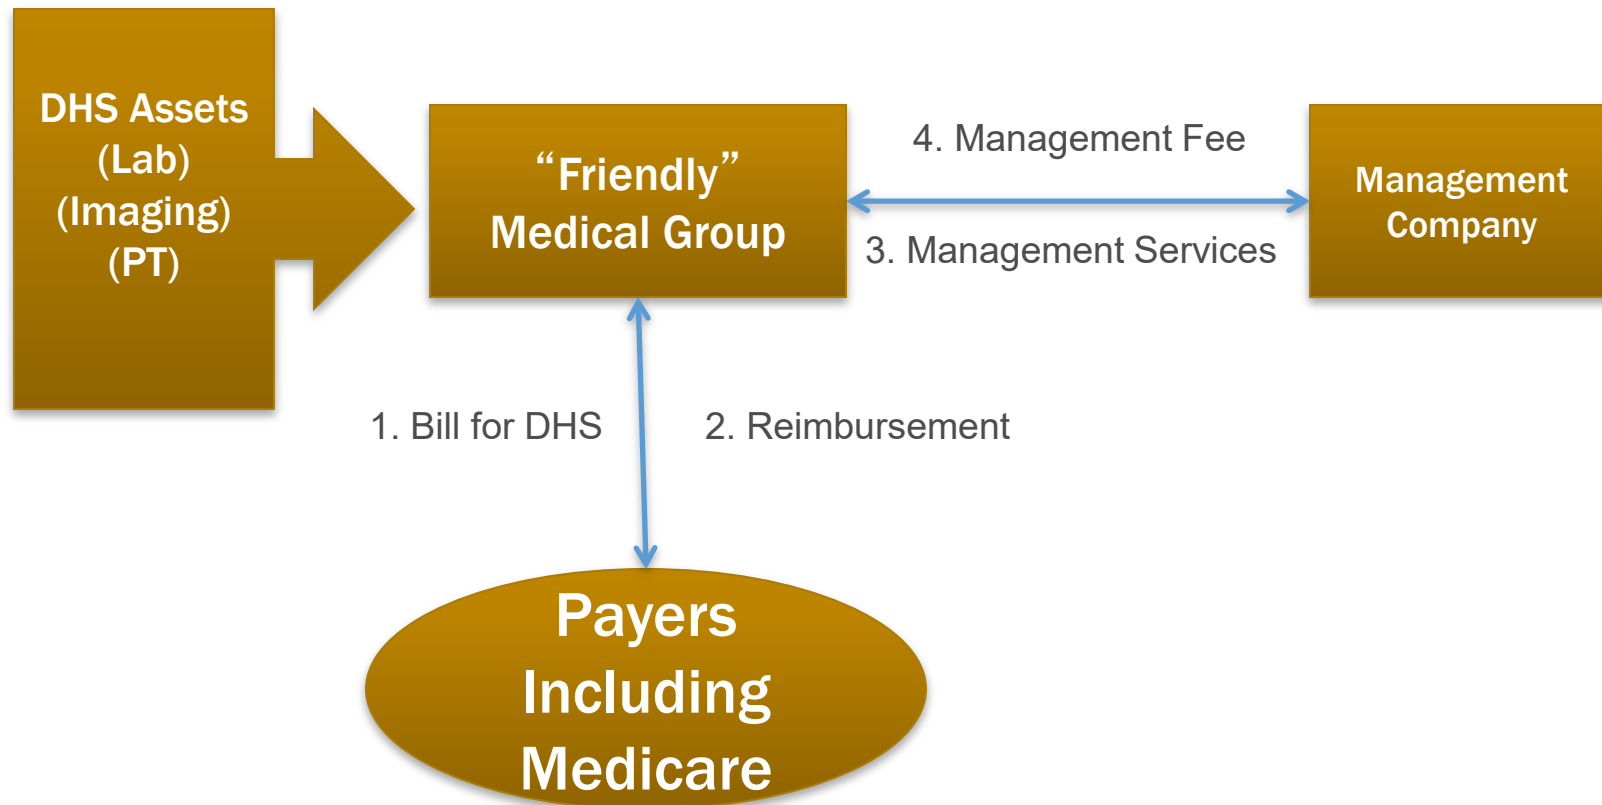 DHS Assets
(Lab)
(Imaging)
(PT)
“Friendly”
Medical Group
4. Management Fee
3. Management Services
Management
Company
1. Bill for DHS
2. Reimbursement
Payers
Including
Medicare